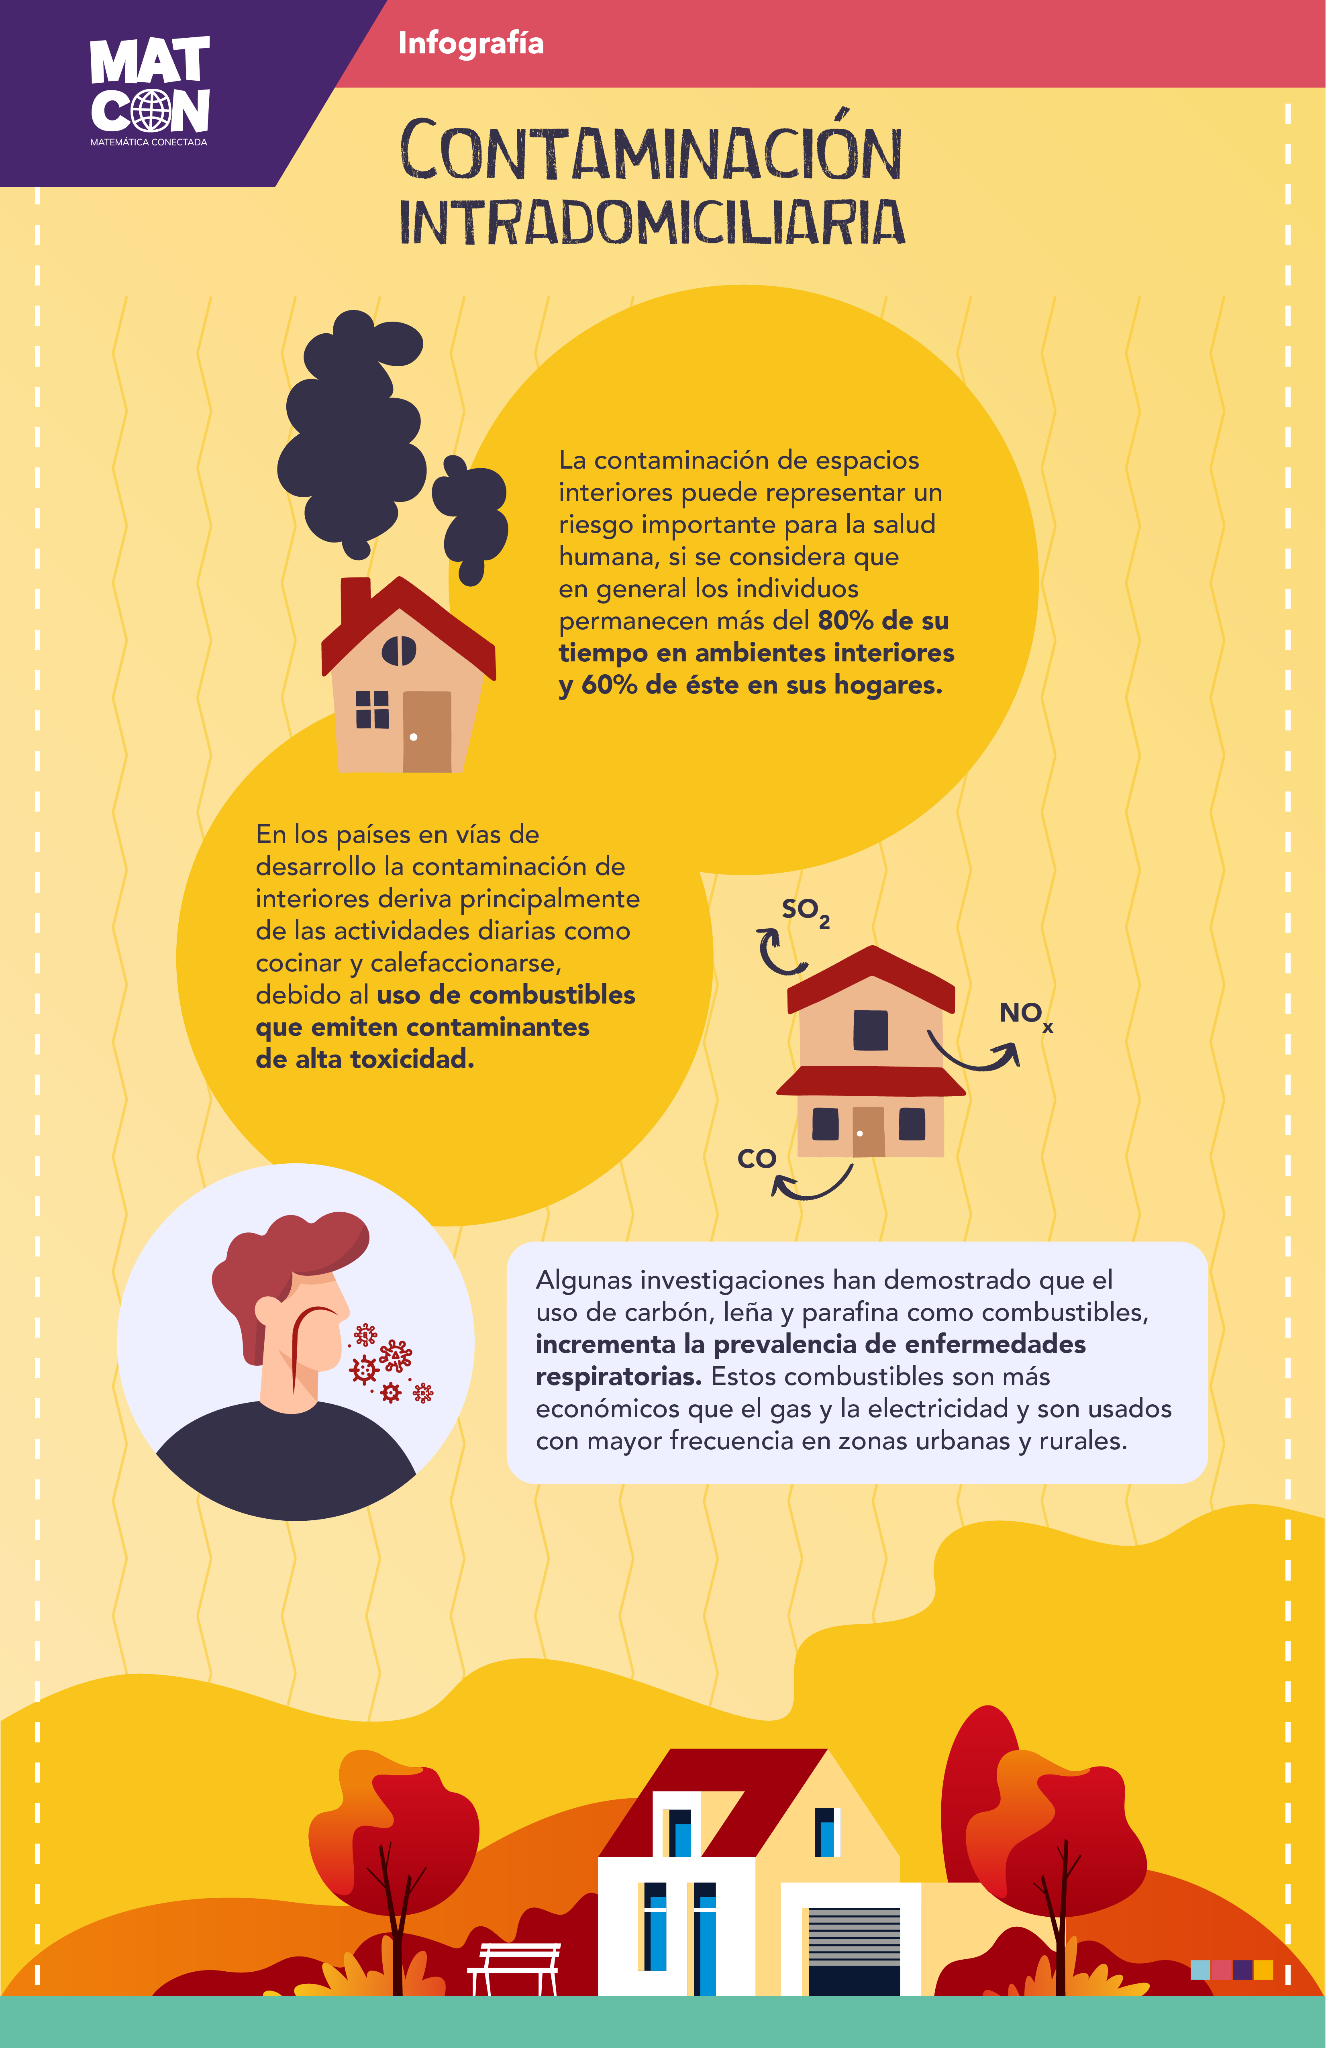 MAT
CON
MATEMÁTICA CONECTADA
Infografía
CONTAMINACIÓN
INTRADOMICILIARIA
La contaminación de espacios
interiores puede representar un
riesgo importante para la salud
humana, si se considera que
en general los individuos
permanecen más del 80% de su
tiempo en ambientes interiores
y 60% de éste en sus hogares.
En los países en vías de
desarrollo la contaminación de
interiores deriva principalmente
de las actividades diarias como
cocinar y calefaccionarse,
debido al uso de combustibles
que emiten contaminantes
de alta toxicidad.
SO₂
NOₓ
CO
Algunas investigaciones han demostrado que el
uso de carbón, leña y parafina como combustibles,
incrementa la prevalencia de enfermedades
respiratorias. Estos combustibles son más
económicos que el gas y la electricidad y son usados
con mayor frecuencia en zonas urbanas y rurales.